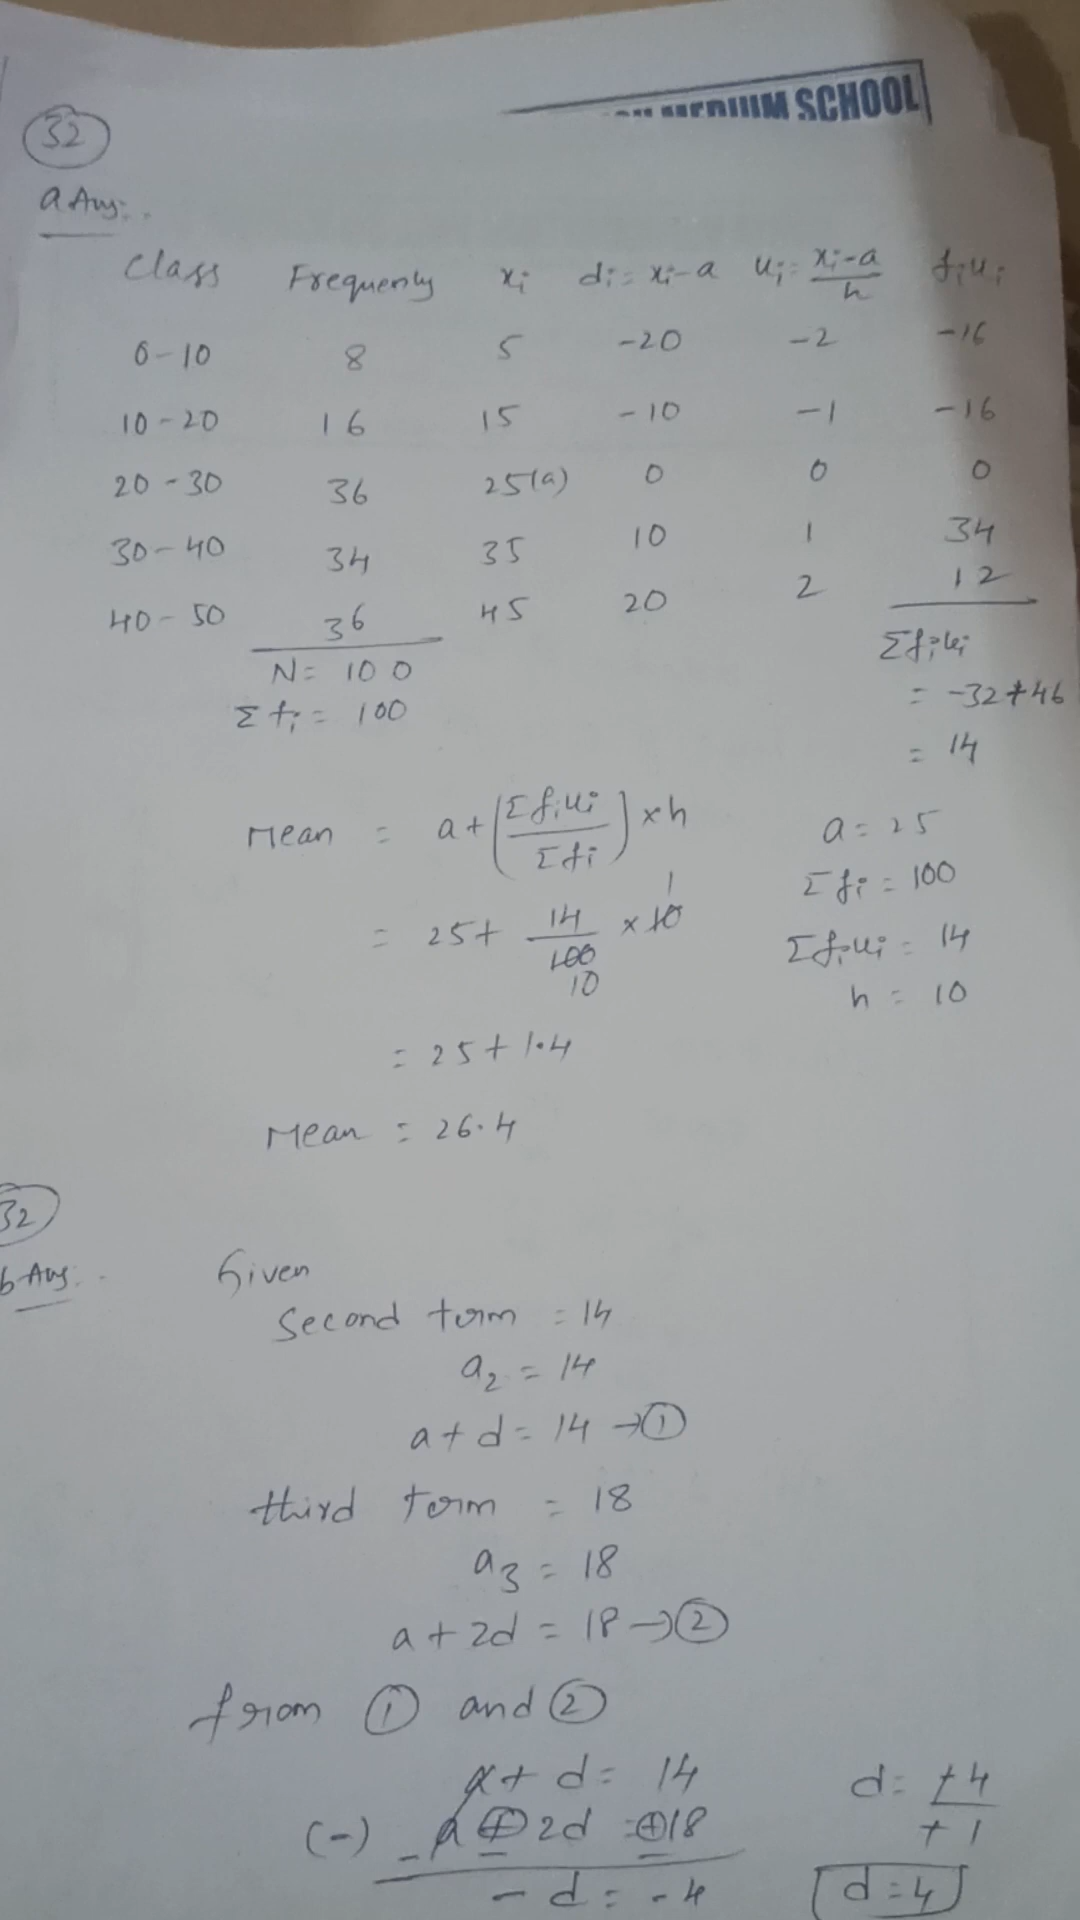 MEDIUM SCHOOL
32
a Ans:..
Class Frequenly xi di = xi-a ui = xi-a/h fiui
0-10 8 5 -20 -2 -16
10-20 16 15 -10 -1 -16
20-30 36 25(a) 0 0 0
30-40 34 35 10 1 34
40-50 36 45 20 2 12
N = 100 Σfiui
Σfi = 100 = -32+46
= 14
Mean = a+(Σfiui/Σfi)×h a = 25
Σfi = 100
= 25+ 14/100 ×10 Σfiui = 14
1
10 h = 10
= 25+1.4
Mean = 26.4
32
b Ans:.. Given
Second term = 14
a2 = 14
a+d = 14 →①
third term = 18
a3 = 18
a+2d = 18 →②
from ① and ②
a+ d = 14 d = +4/+1
(-) a + 2d = +18
- - -
-d = -4 d=4